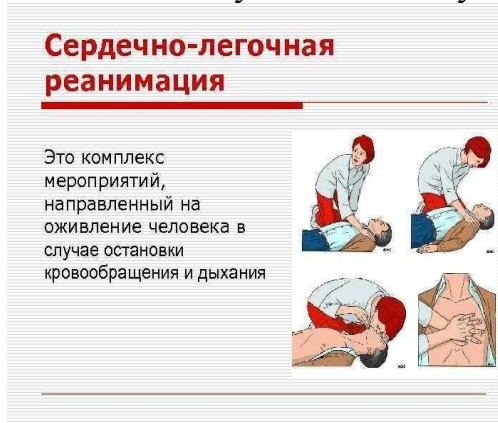 Сердечно-легочная
реанимация
Это комплекс
мероприятий,
направленный на
оживление человека в
случае остановки
кровообращения и дыхания